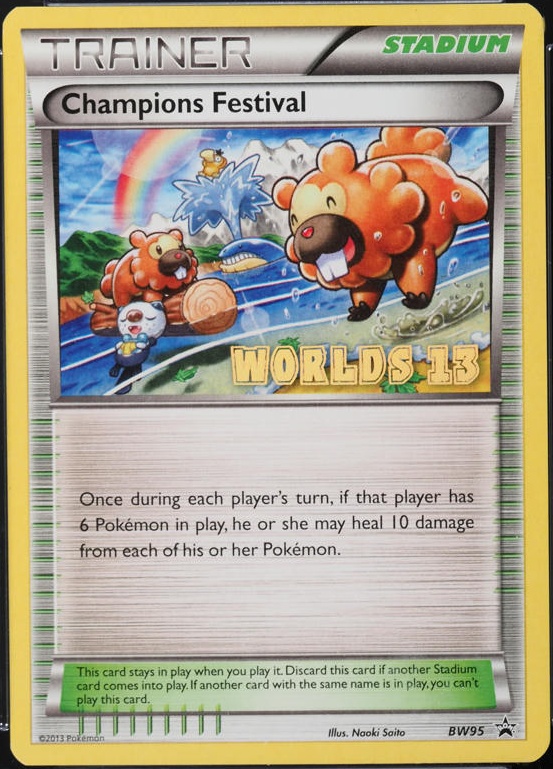 TRAINER
STADIUM
Champions Festival
WORLDS 13
Once during each player's turn, if that player has
6 Pokémon in play, he or she may heal 10 damage
from each of his or her Pokémon.
This card stays in play when you play it. Discard this card if another Stadium
card comes into play. If another card with the same name is in play, you can't
play this card.
©2013 Pokémon
Illus. Naoki Saito
BW95